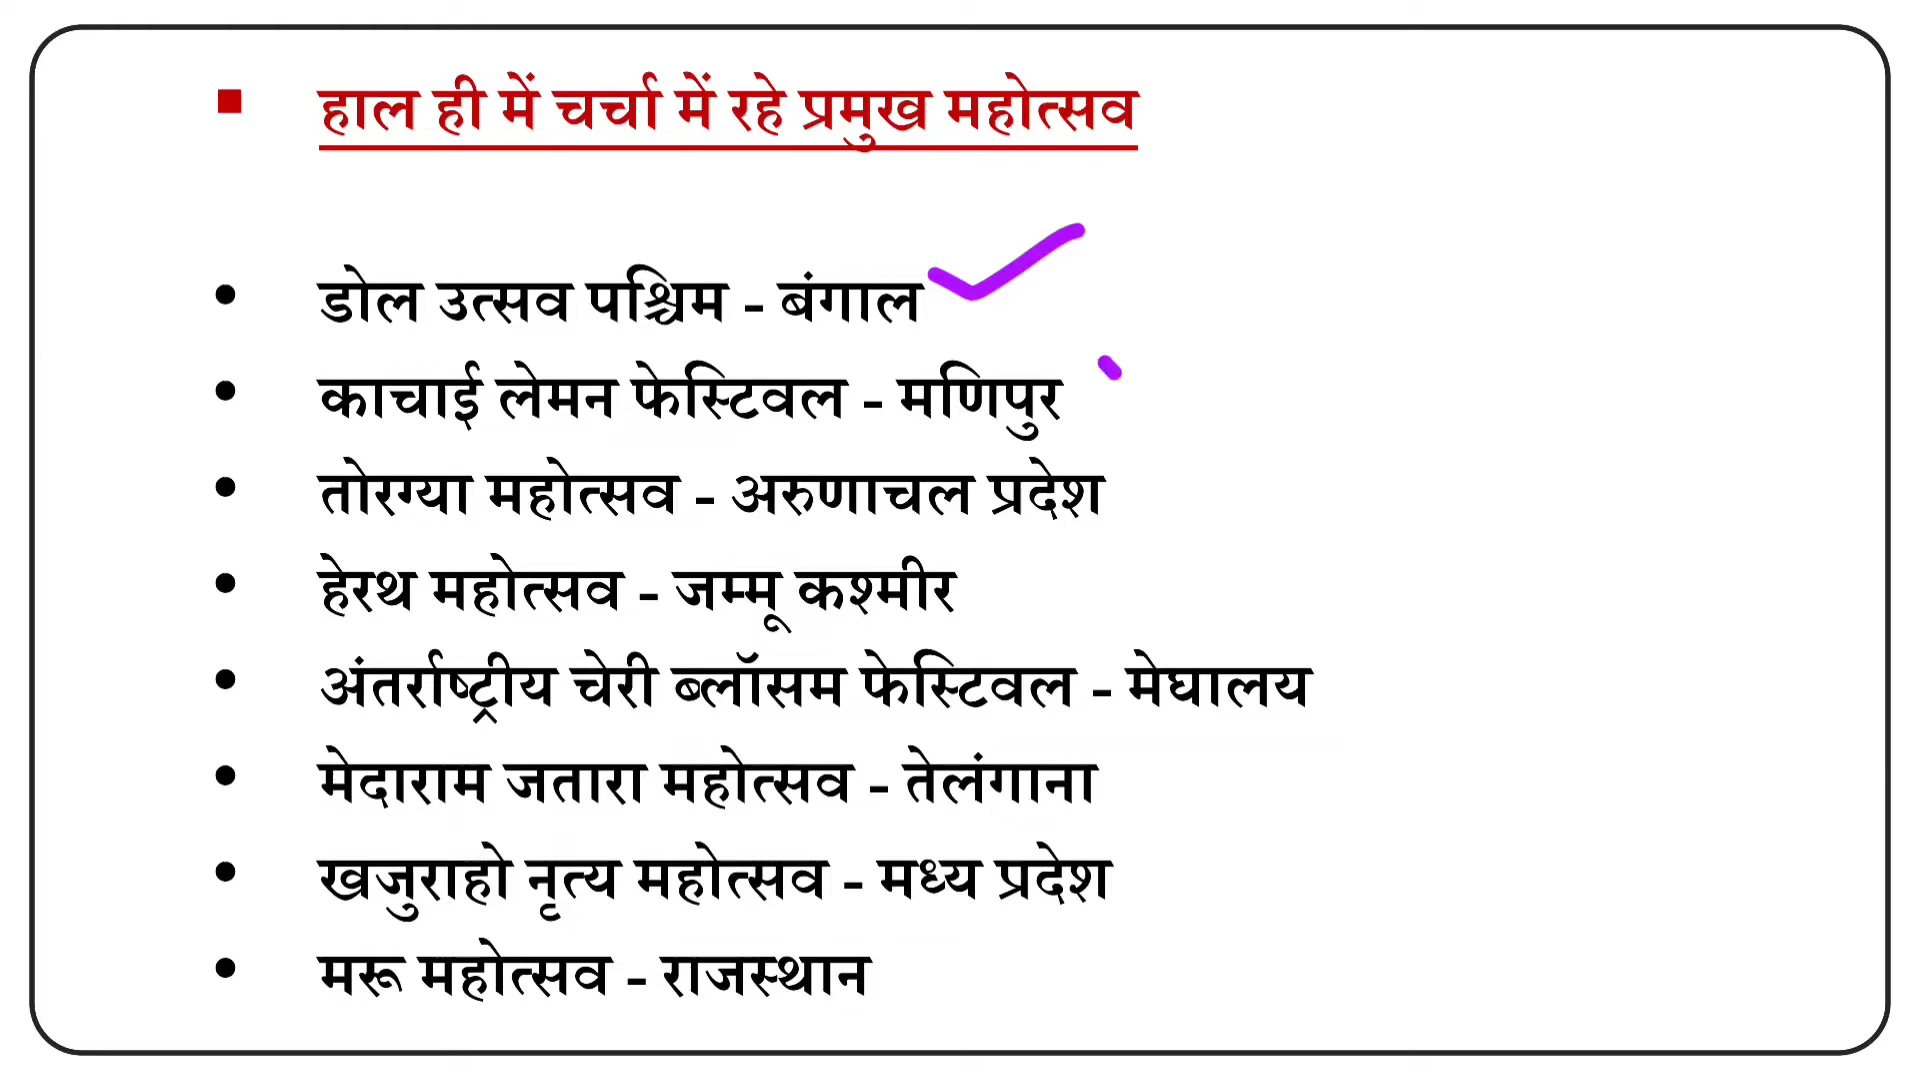 हाल ही में चर्चा में रहे प्रमुख महोत्सव
डोल उत्सव पश्चिम - बंगाल
काचाई लेमन फेस्टिवल - मणिपुर
तोरग्या महोत्सव - अरुणाचल प्रदेश
हेरथ महोत्सव - जम्मू कश्मीर
अंतर्राष्ट्रीय चेरी ब्लॉसम फेस्टिवल - मेघालय
मेदाराम जतारा महोत्सव - तेलंगाना
खजुराहो नृत्य महोत्सव - मध्य प्रदेश
मरू महोत्सव - राजस्थान